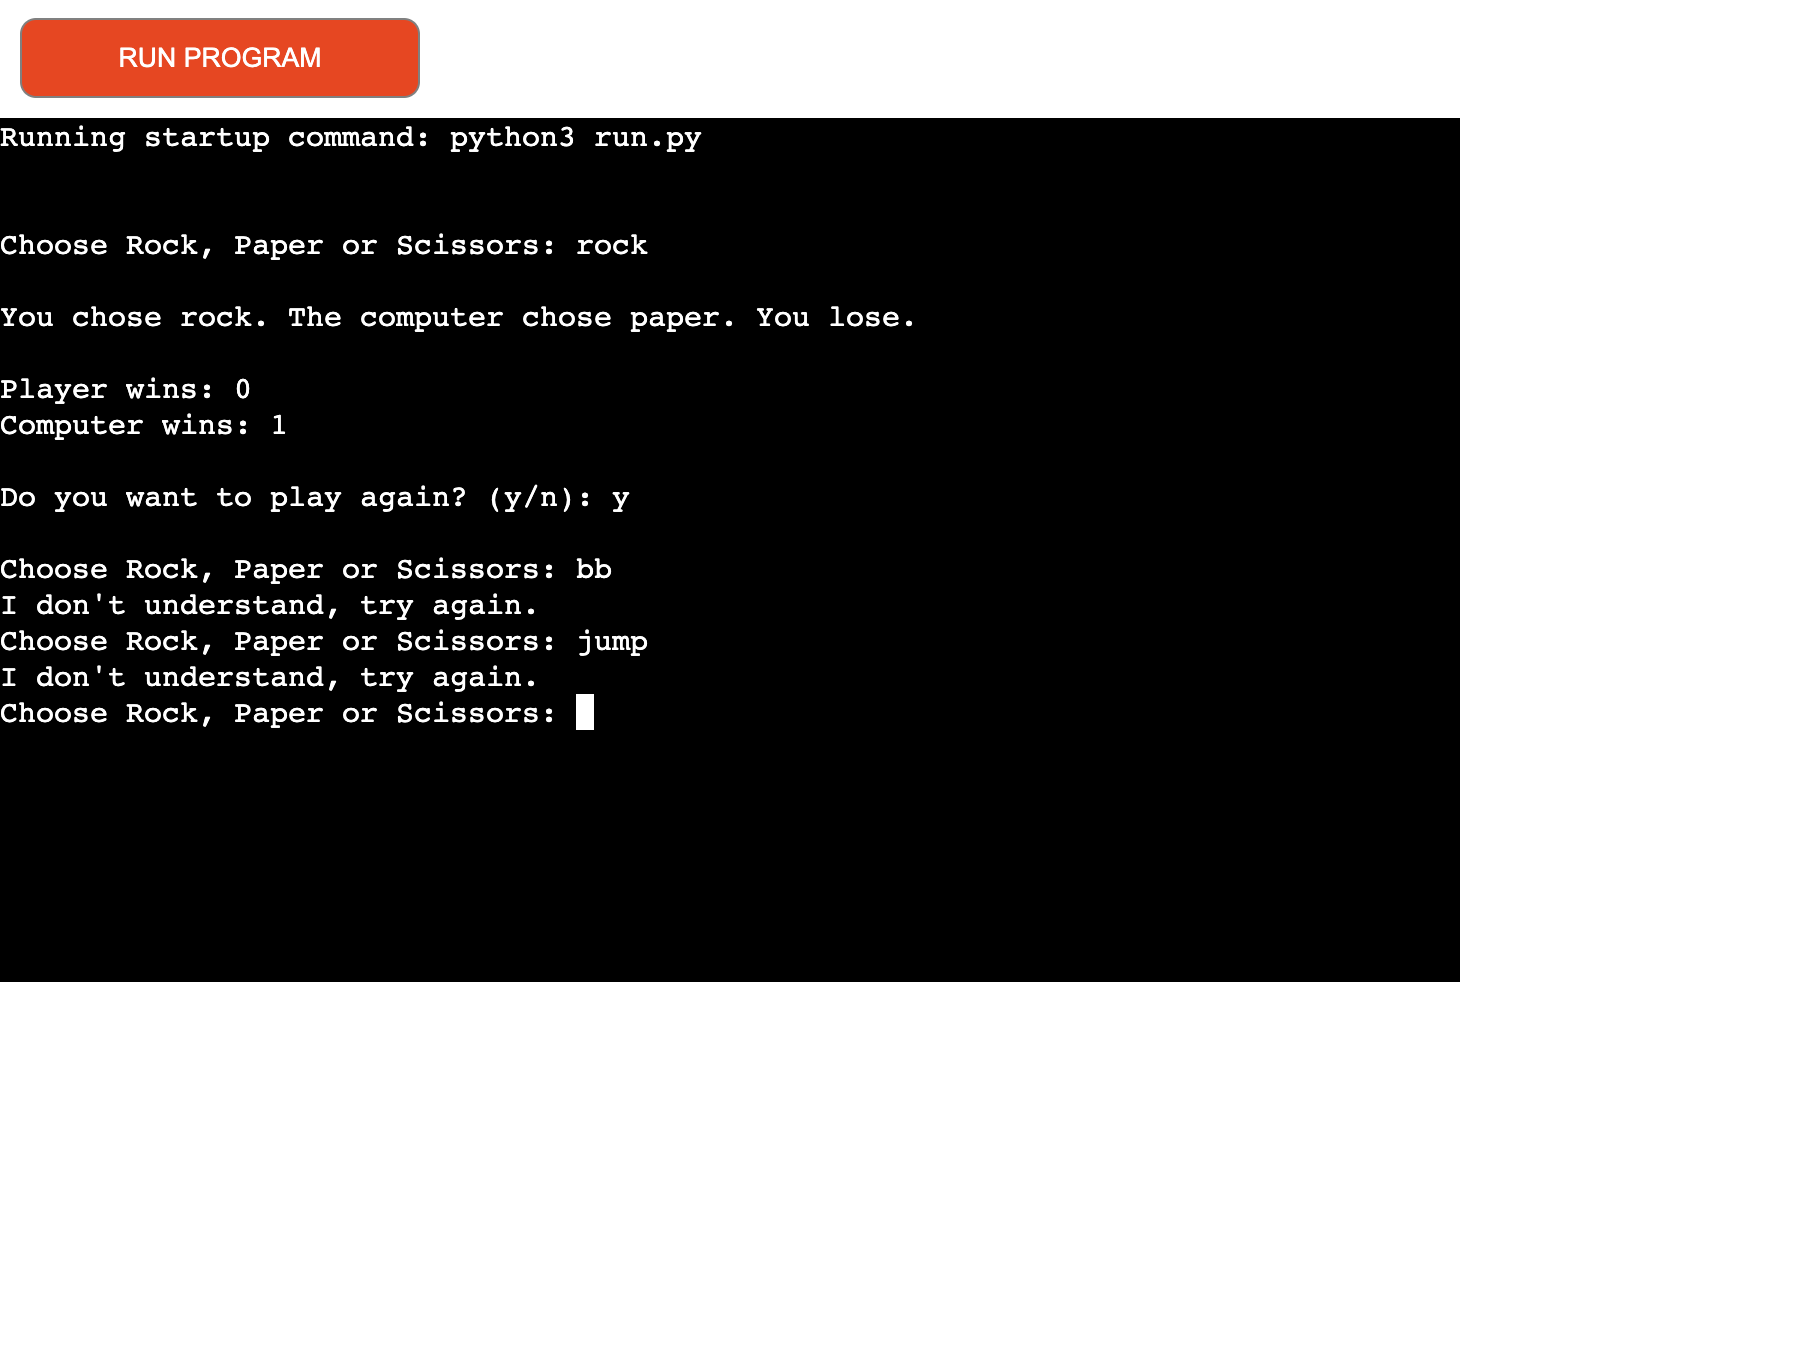 RUN PROGRAM
Running startup command: python3 run.py
Choose Rock, Paper or Scissors: rock
You chose rock. The computer chose paper. You lose.
Player wins: 0
Computer wins: 1
Do you want to play again? (y/n): y
Choose Rock, Paper or Scissors: bb
I don't understand, try again.
Choose Rock, Paper or Scissors: jump
I don't understand, try again.
Choose Rock, Paper or Scissors: